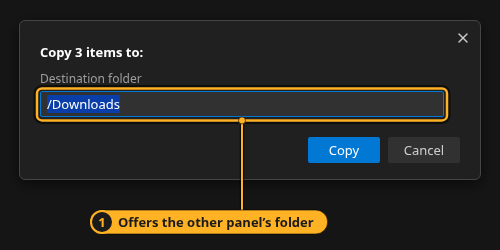 Copy 3 items to:
Destination folder
/Downloads
Copy
Cancel
1 Offers the other panel’s folder